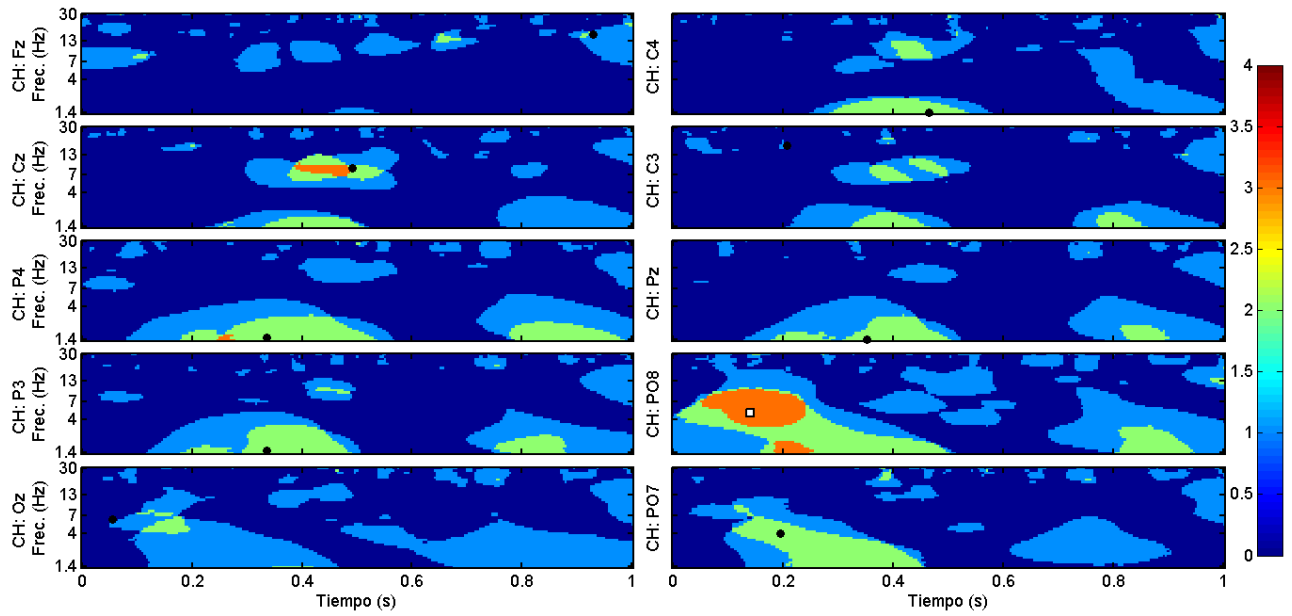 30
13
7
4
1.4
CH: Fz
Frec. (Hz)
CH: C4
30
13
7
4
1.4
CH: Cz
Frec. (Hz)
CH: C3
30
13
7
4
1.4
CH: P4
Frec. (Hz)
CH: Pz
30
13
7
4
1.4
CH: P3
Frec. (Hz)
CH: PO8
30
13
7
4
1.4
CH: Oz
Frec. (Hz)
CH: PO7
0 0.2 0.4 0.6 0.8 1
Tiempo (s)
0 0.2 0.4 0.6 0.8 1
Tiempo (s)
4
3.5
3
2.5
2
1.5
1
0.5
0